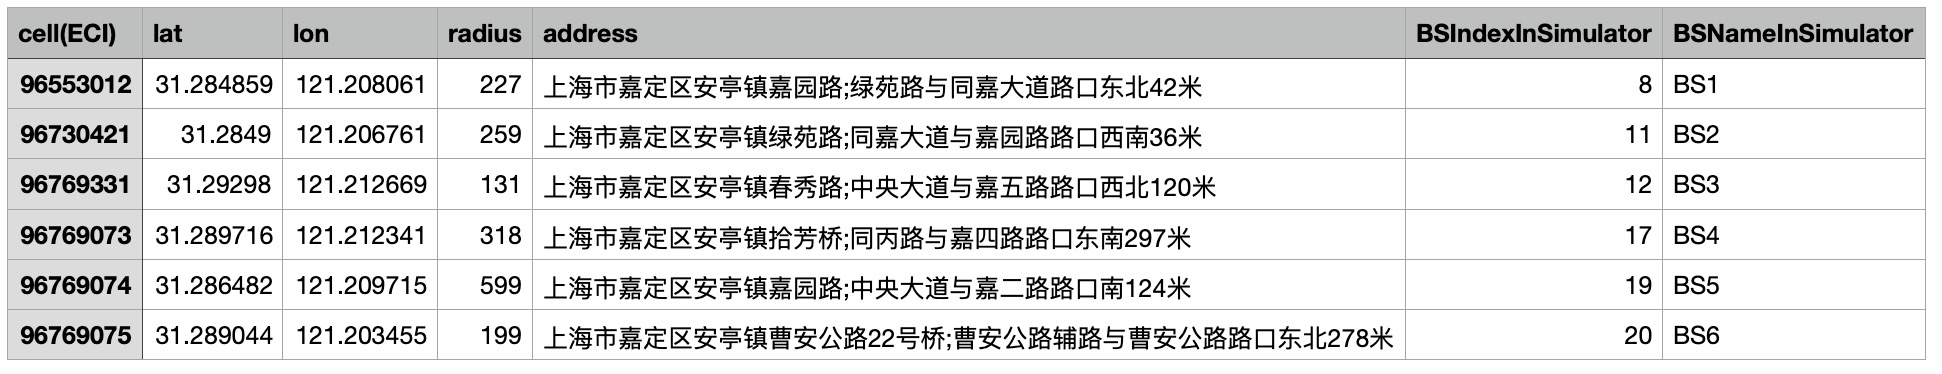 cell(ECI) lat lon radius address BSIndexInSimulator BSNameInSimulator
96553012 31.284859 121.208061 227 上海市嘉定区安亭镇嘉园路;绿苑路与同嘉大道路口东北42米 8 BS1
96730421 31.2849 121.206761 259 上海市嘉定区安亭镇绿苑路;同嘉大道与嘉园路路口西南36米 11 BS2
96769331 31.29298 121.212669 131 上海市嘉定区安亭镇春秀路;中央大道与嘉五路路口西北120米 12 BS3
96769073 31.289716 121.212341 318 上海市嘉定区安亭镇拾芳桥;同丙路与嘉四路路口东南297米 17 BS4
96769074 31.286482 121.209715 599 上海市嘉定区安亭镇嘉园路;中央大道与嘉二路路口南124米 19 BS5
96769075 31.289044 121.203455 199 上海市嘉定区安亭镇曹安公路22号桥;曹安公路辅路与曹安公路路口东北278米 20 BS6